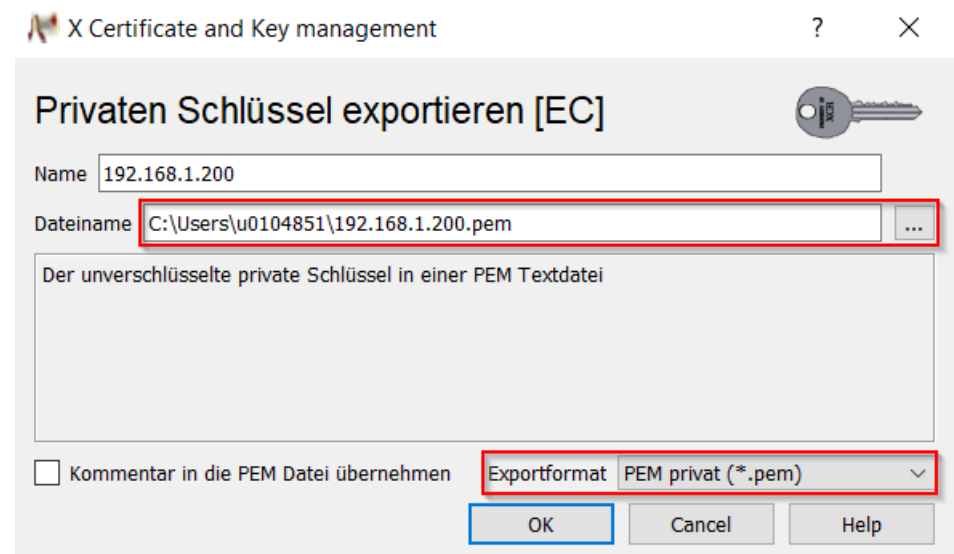 X Certificate and Key management ?
Privaten Schlüssel exportieren [EC]
Name 192.168.1.200
Dateiname C:\Users\u0104851\192.168.1.200.pem ...
Der unverschlüsselte private Schlüssel in einer PEM Textdatei
Kommentar in die PEM Datei übernehmen Exportformat PEM privat (*.pem)
OK Cancel Help